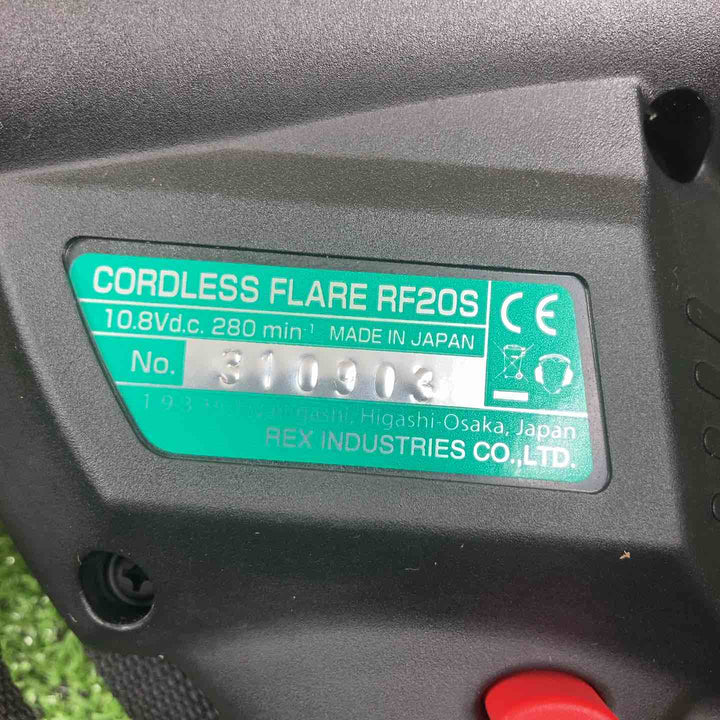 CORDLESS FLARE RF20S
10.8Vd.c. 280 min⁻¹ MADE IN JAPAN
No. 310903
Higashi-Osaka, Japan
REX INDUSTRIES CO.,LTD.
CE